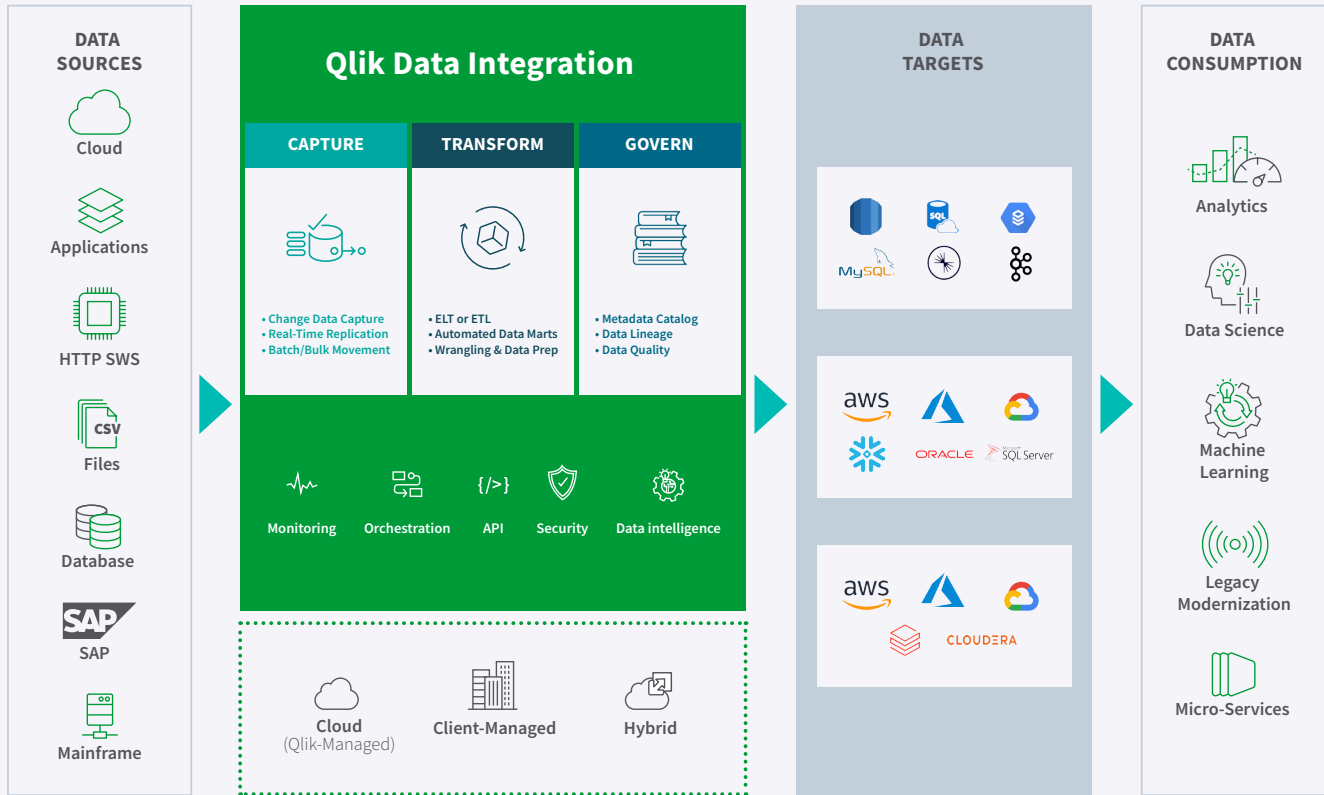 DATA
SOURCES
Cloud
Applications
HTTP SWS
CSV
Files
Database
SAP
SAP
Mainframe
Qlik Data Integration
CAPTURE
• Change Data Capture
• Real-Time Replication
• Batch/Bulk Movement
TRANSFORM
• ELT or ETL
• Automated Data Marts
• Wrangling & Data Prep
GOVERN
• Metadata Catalog
• Data Lineage
• Data Quality
{/>}
Monitoring
Orchestration
API
Security
Data intelligence
Cloud
(Qlik-Managed)
Client-Managed
Hybrid
DATA
TARGETS
SQL
MySQL
aws
ORACLE
Microsoft
SQL Server
aws
CLOUDERA
DATA
CONSUMPTION
Analytics
Data Science
Machine
Learning
Legacy
Modernization
Micro-Services